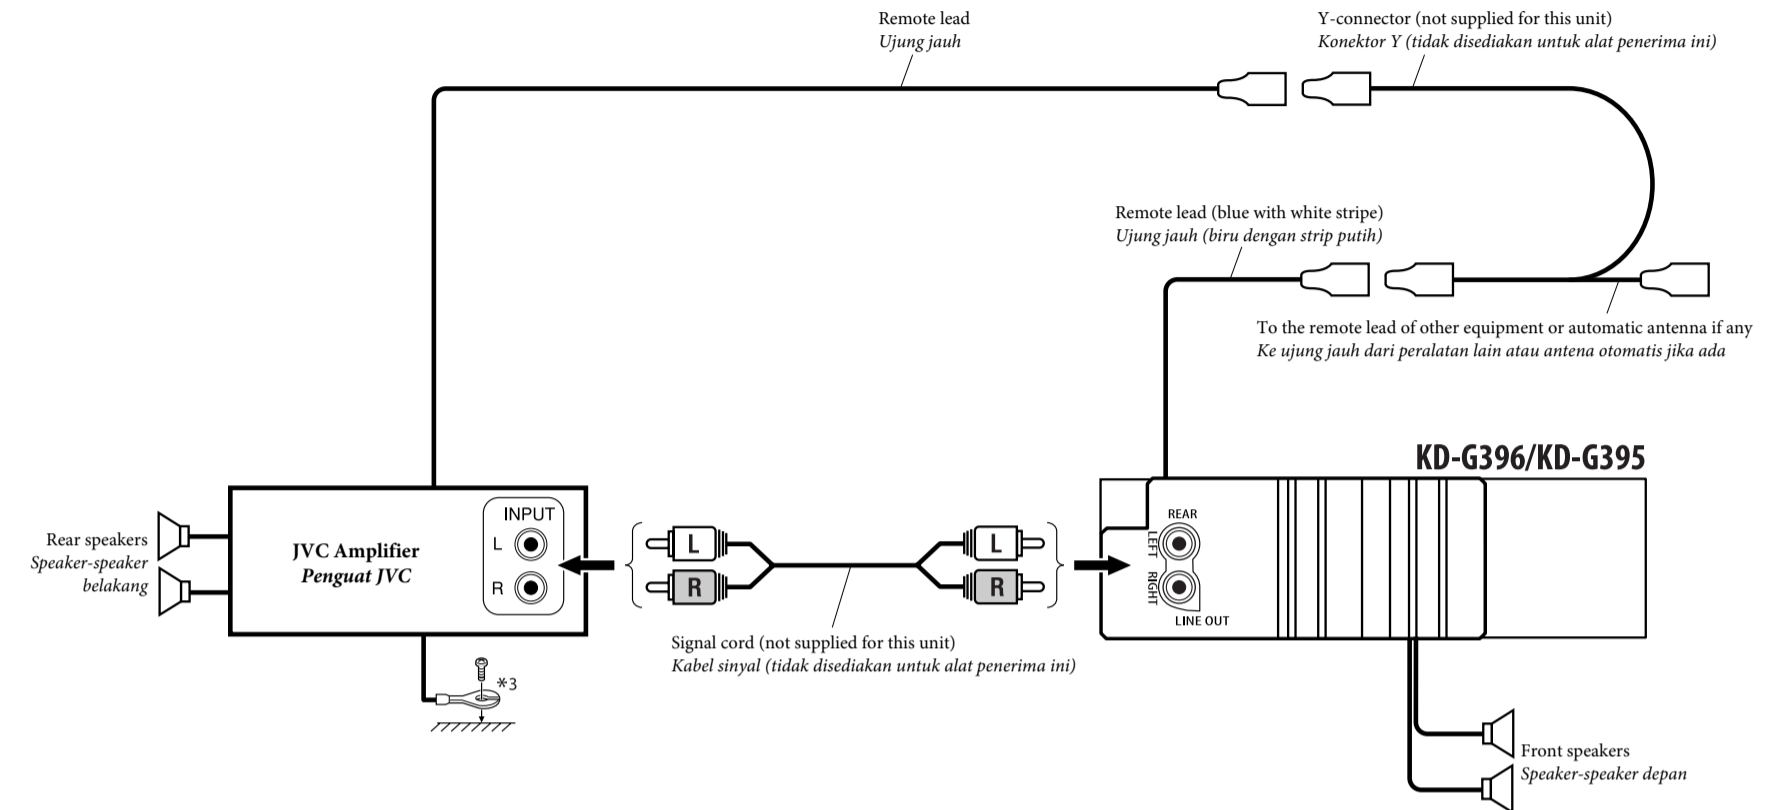 Remote lead
Ujung jauh
Y-connector (not supplied for this unit)
Konektor Y (tidak disediakan untuk alat penerima ini)
Remote lead (blue with white stripe)
Ujung jauh (biru dengan strip putih)
To the remote lead of other equipment or automatic antenna if any
Ke ujung jauh dari peralatan lain atau antena otomatis jika ada
KD-G396/KD-G395
Rear speakers
Speaker-speaker
belakang
JVC Amplifier
Penguat JVC
INPUT
L
R
L
R
L
R
REAR
LEFT
RIGHT
LINE OUT
Signal cord (not supplied for this unit)
Kabel sinyal (tidak disediakan untuk alat penerima ini)
*3
Front speakers
Speaker-speaker depan